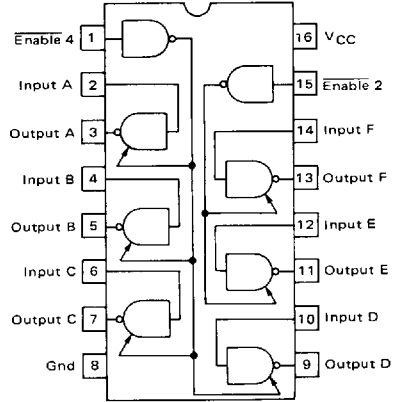 Enable 4 1
Input A 2
Output A 3
Input B 4
Output B 5
Input C 6
Output C 7
Gnd 8
16 VCC
15 Enable 2
14 Input F
13 Output F
12 Input E
11 Output E
10 Input D
9 Output D